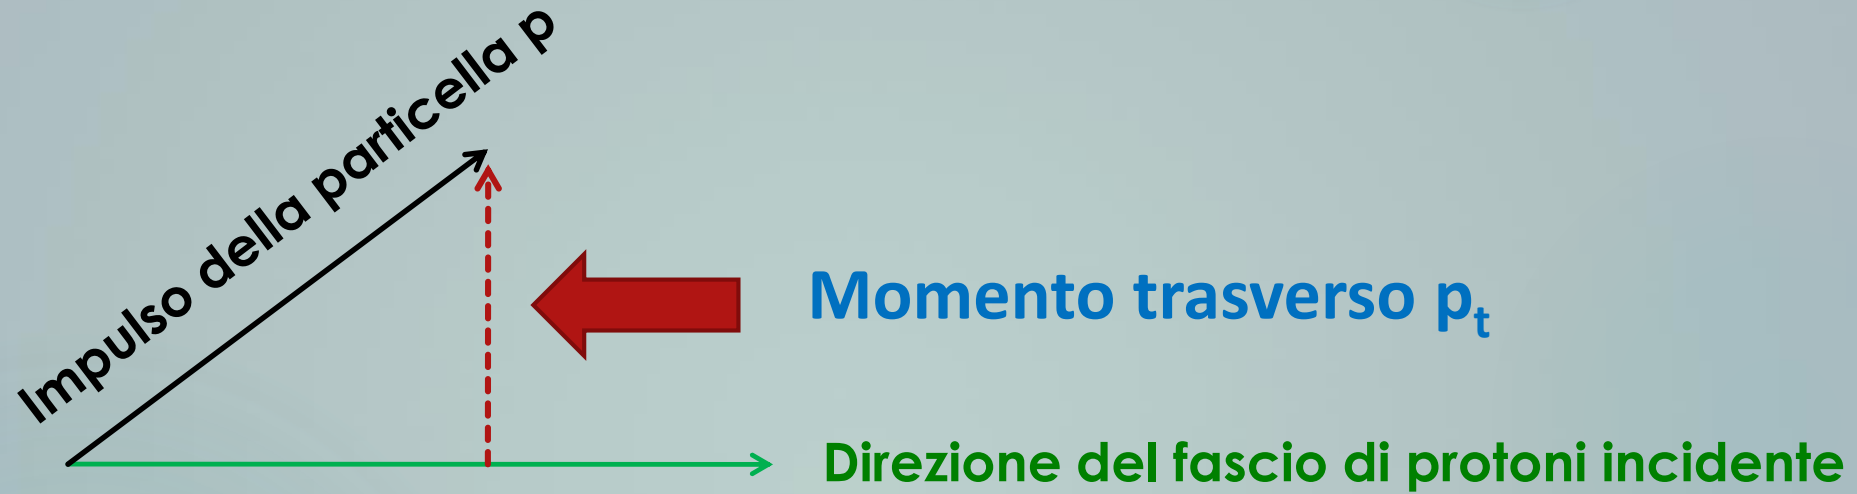 Impulso della particella p
Momento trasverso pt
Direzione del fascio di protoni incidente